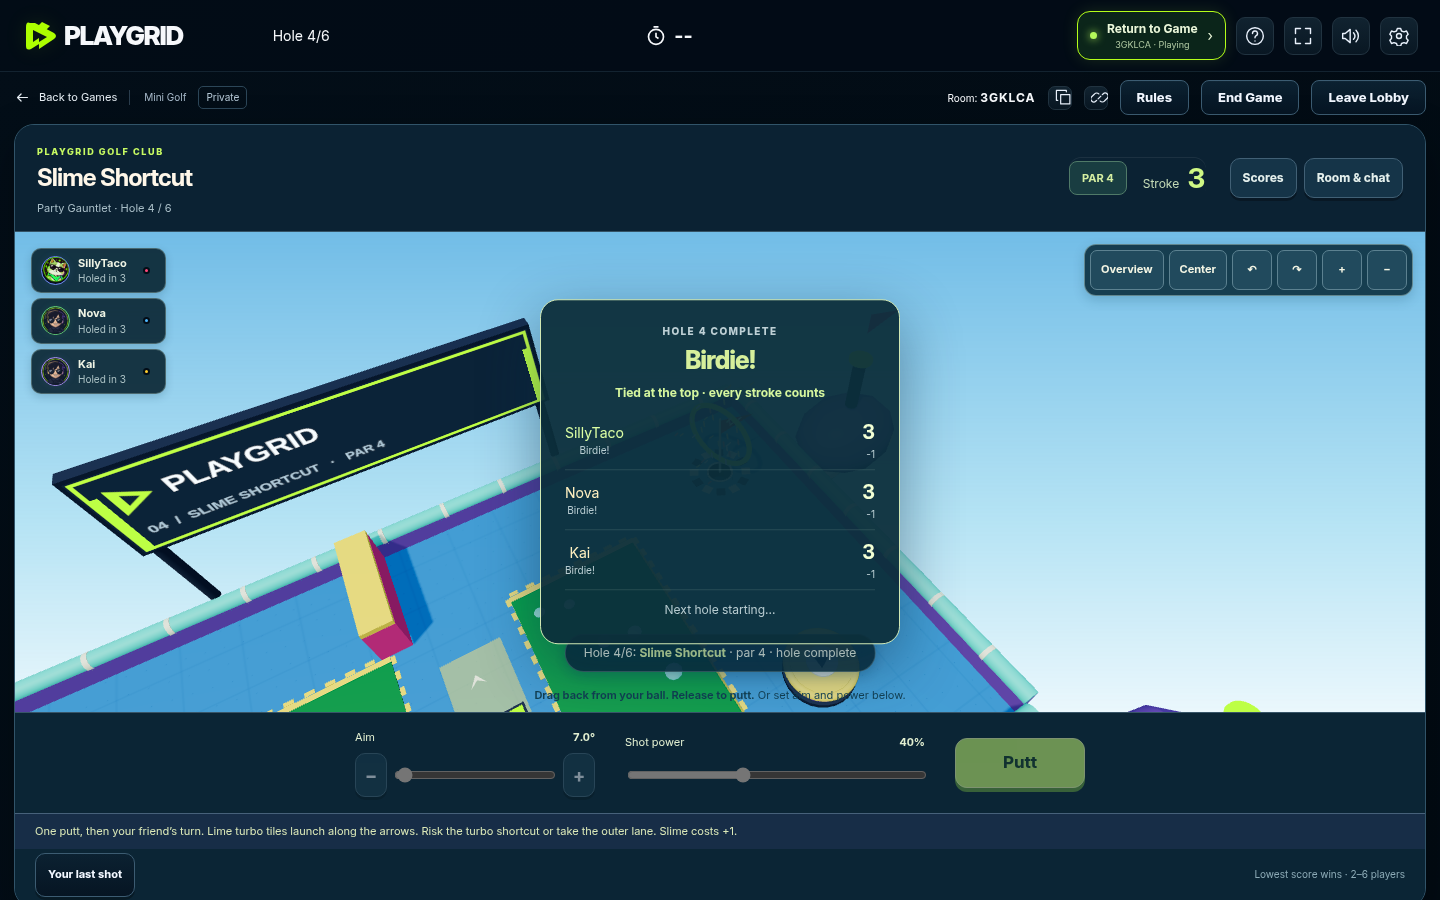 PLAYGRID
Hole 4/6
--
Return to Game
3GKLCA · Playing
Back to Games
Mini Golf
Private
Room: 3GKLCA
Rules
End Game
Leave Lobby
PLAYGRID GOLF CLUB
Slime Shortcut
Party Gauntlet · Hole 4 / 6
PAR 4
Stroke 3
Scores
Room & chat
SillyTaco
Holed in 3
Nova
Holed in 3
Kai
Holed in 3
Overview
Center
↶
↷
+
−
PLAYGRID
04 | SLIME SHORTCUT · PAR 4
HOLE 4 COMPLETE
Birdie!
Tied at the top · every stroke counts
SillyTaco 3
Birdie! -1
Nova 3
Birdie! -1
Kai 3
Birdie! -1
Next hole starting...
Hole 4/6: Slime Shortcut · par 4 · hole complete
Drag back from your ball. Release to putt. Or set aim and power below.
Aim 7.0°
− +
Shot power 40%
Putt
One putt, then your friend’s turn. Lime turbo tiles launch along the arrows. Risk the turbo shortcut or take the outer lane. Slime costs +1.
Your last shot
Lowest score wins · 2–6 players